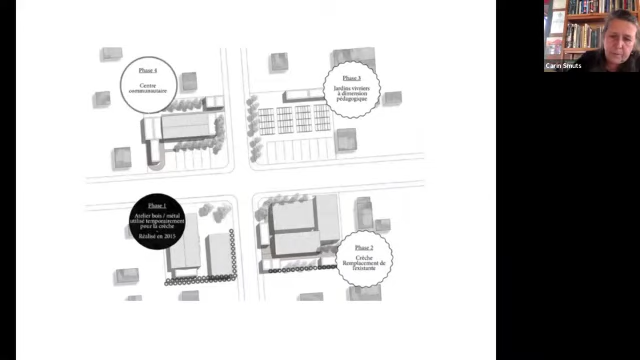 Phase 4
Centre
communautaire
Phase 3
Jardins vivriers
à dimension
pédagogique
Phase 1
Atelier bois / métal
utilisé temporairement
pour la crèche
Réalisé en 2015
Phase 2
Crèche
Remplacement de
l'existante
Carin Smuts